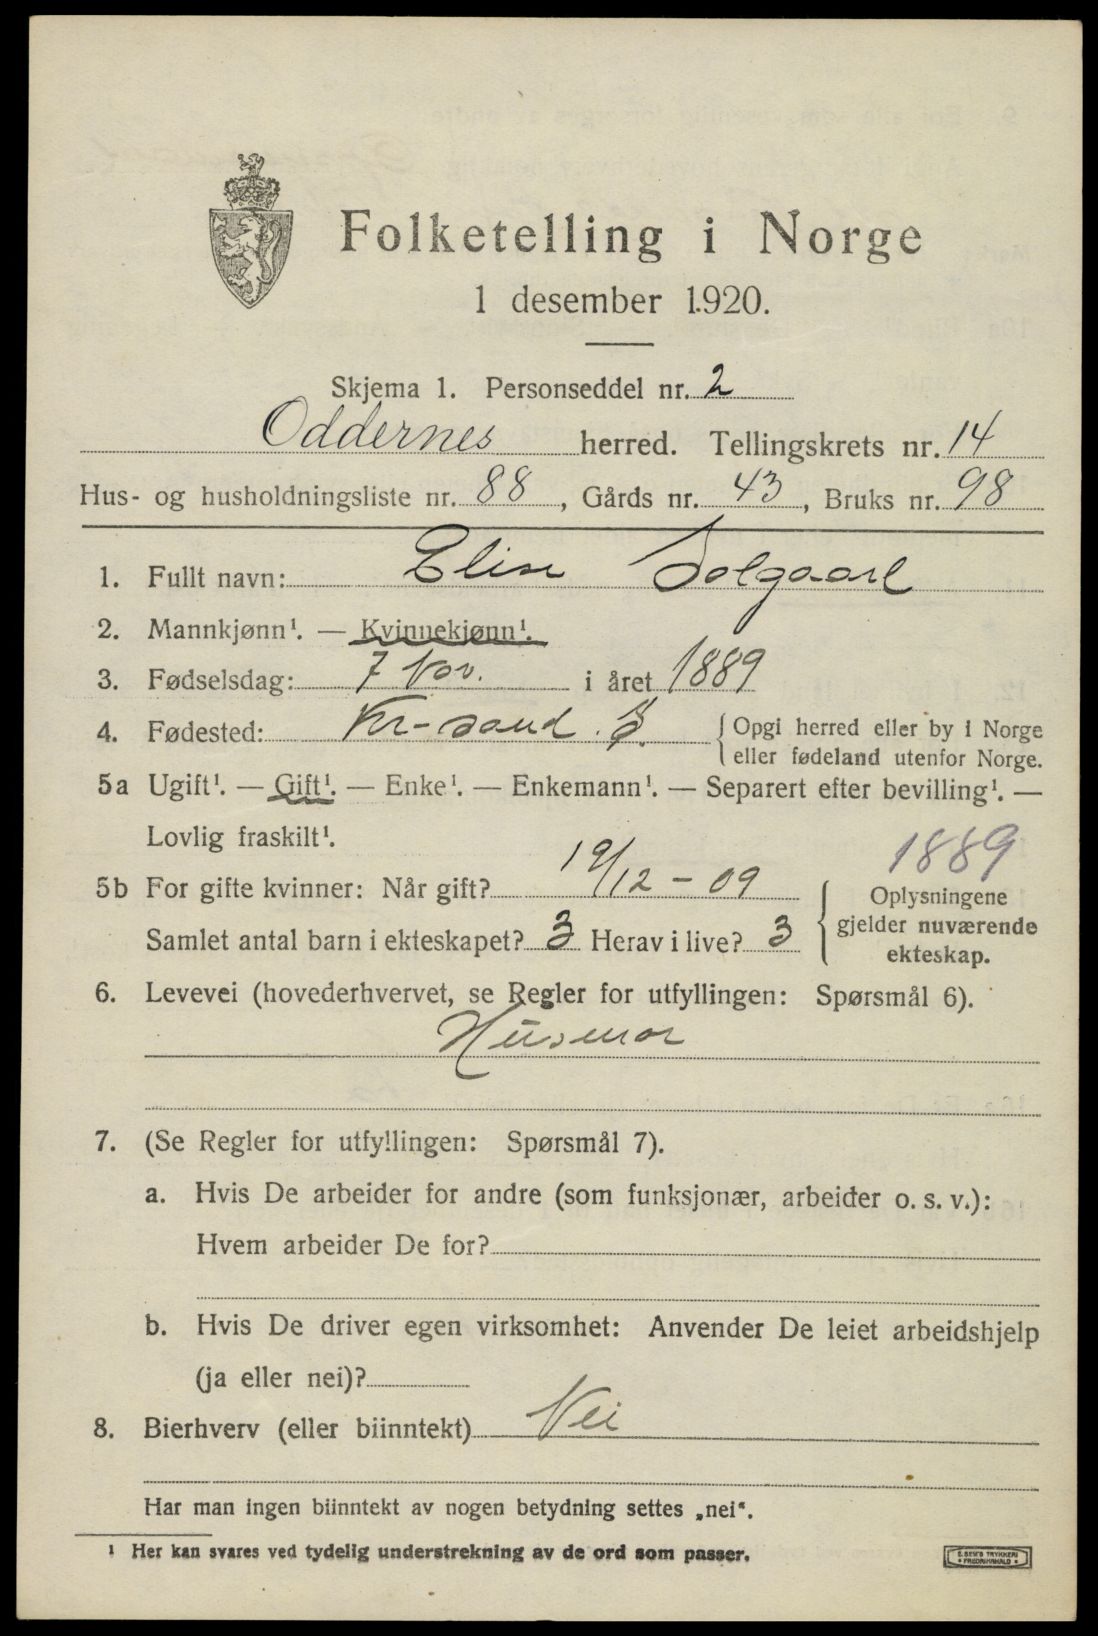 Folketelling i Norge
1 desember 1920.
Skjema 1. Personseddel nr. 2
Oddernes herred. Tellingskrets nr. 14
Hus- og husholdningsliste nr. 88, Gårds nr. 43, Bruks nr. 98
1. Fullt navn: Elise Solgaard
2. Mannkjønn¹. — Kvinnekjønn¹.
3. Fødselsdag: 7 Nov. i året 1889
4. Fødested: Kr-sand. S. { Opgi herred eller by i Norge
eller fødeland utenfor Norge.
5a Ugift¹. — Gift¹. — Enke¹. — Enkemann¹. — Separert efter bevilling¹. —
Lovlig fraskilt¹.
1889
5b For gifte kvinner: Når gift? 19/12 - 09
Samlet antal barn i ekteskapet? 3 Herav i live? 3
Oplysningene
gjelder nuværende
ekteskap.
6. Levevei (hovederhvervet, se Regler for utfyllingen: Spørsmål 6).
Husmor
7. (Se Regler for utfyllingen: Spørsmål 7).
a. Hvis De arbeider for andre (som funksjonær, arbeider o. s. v.):
Hvem arbeider De for?
b. Hvis De driver egen virksomhet: Anvender De leiet arbeidshjelp
(ja eller nei)?
8. Bierhverv (eller biinntekt) Nei
Har man ingen biinntekt av nogen betydning settes „nei“.
¹ Her kan svares ved tydelig understrekning av de ord som passer.
E. SEM'S TRYKKERI
• FREDRIKSHALD •